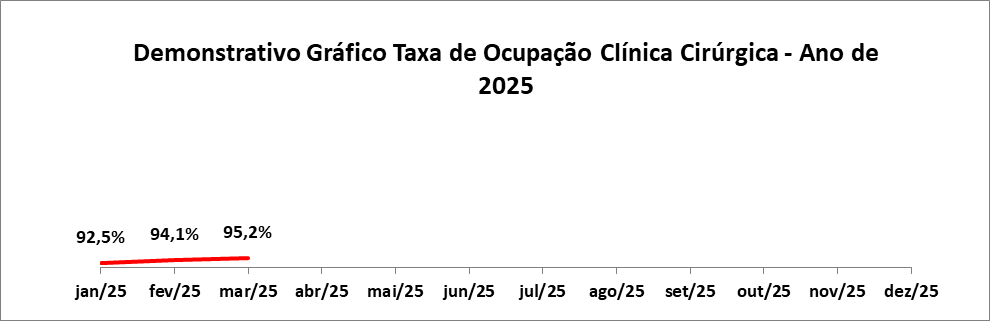 Demonstrativo Gráfico Taxa de Ocupação Clínica Cirúrgica - Ano de
2025
92,5% 94,1% 95,2%
jan/25 fev/25 mar/25 abr/25 mai/25 jun/25 jul/25 ago/25 set/25 out/25 nov/25 dez/25